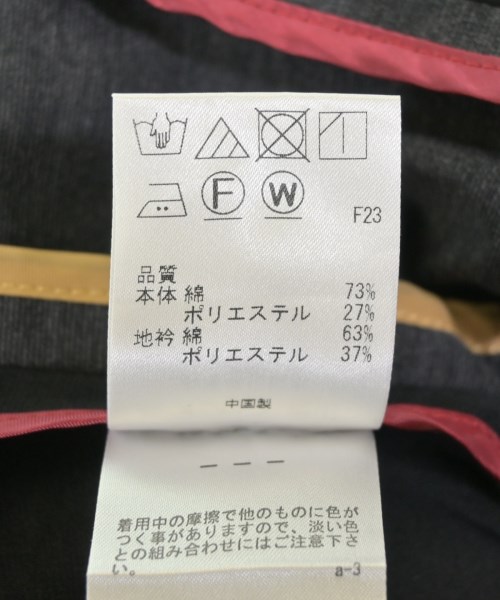 F W
F23
品質
本体 綿 73%
ポリエステル 27%
地衿 綿 63%
ポリエステル 37%
中国製
———
着用中の摩擦で他のものに色が
つく事がありますので、淡い色
との組み合わせにはご注意下さ
い。 a-3